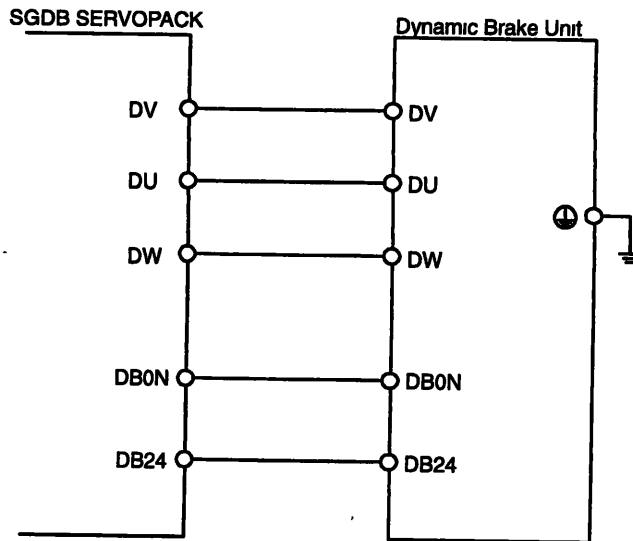 SGDB SERVOPACK
Dynamic Brake Unit
DV
DV
DU
DU
DW
DW
DB0N
DB0N
DB24
DB24